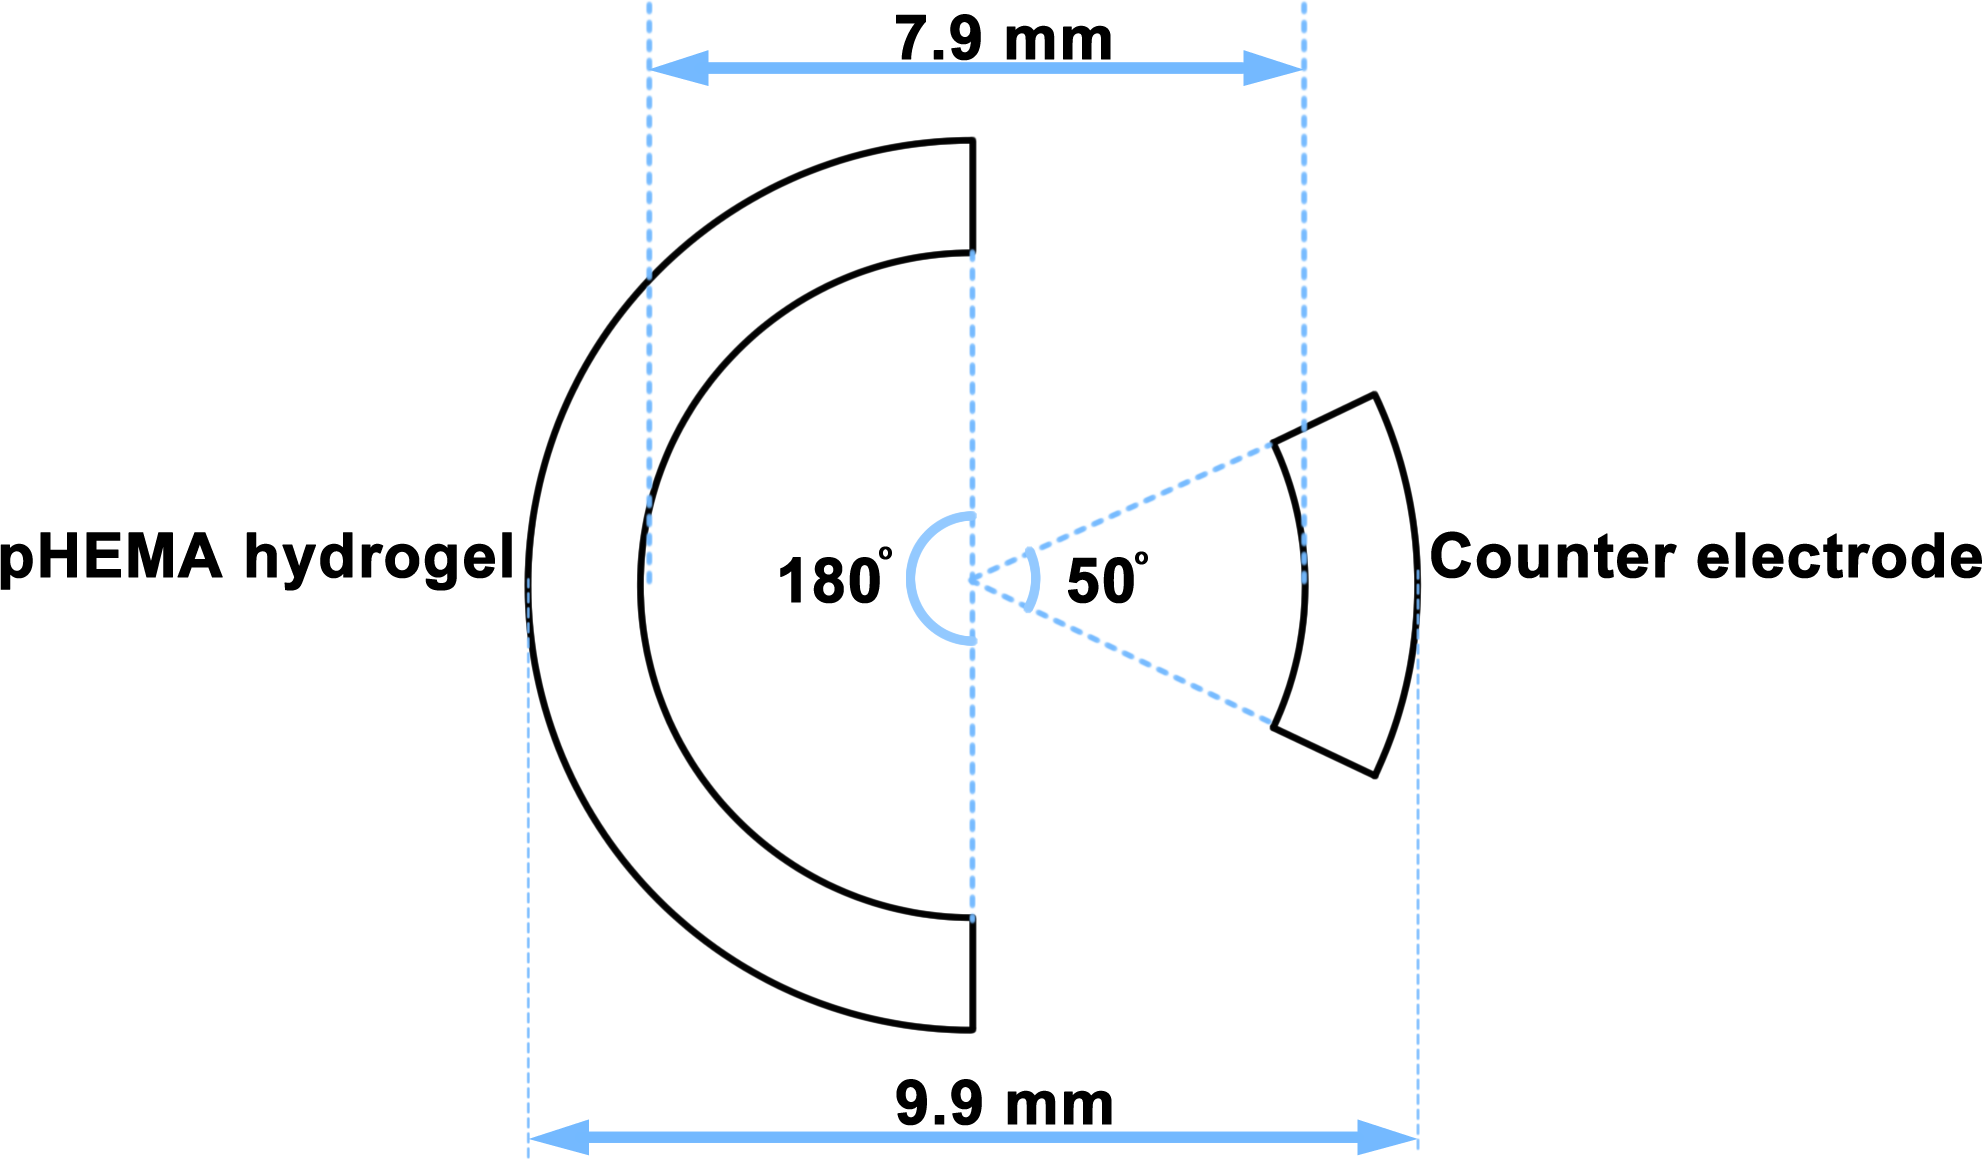 7.9 mm
pHEMA hydrogel
180°
50°
Counter electrode
9.9 mm